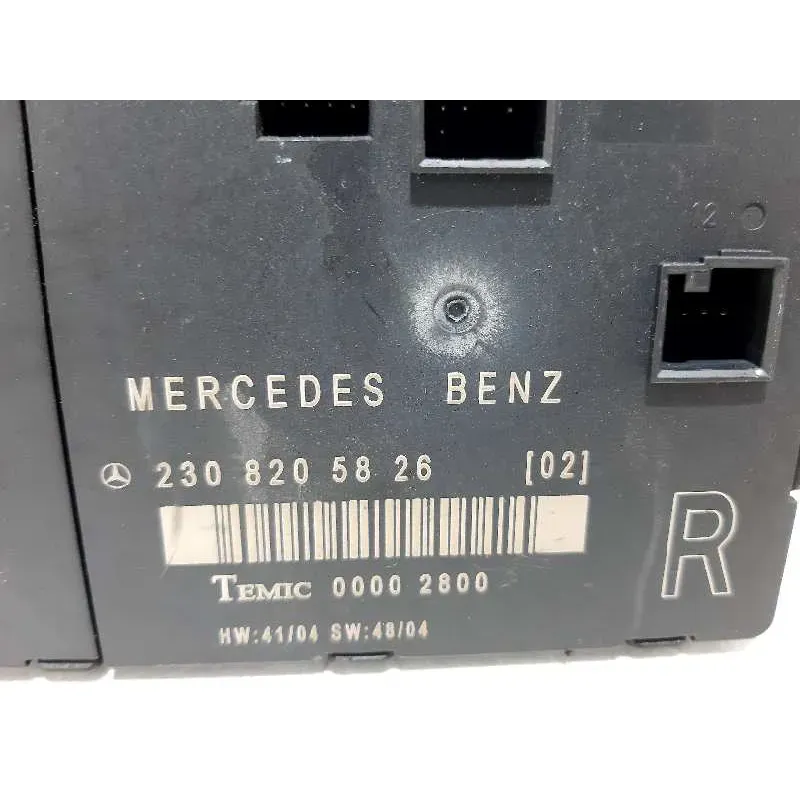 12
MERCEDES BENZ
230 820 58 26 [02]
R
TEMIC 0000 2800
HW:41/04 SW:48/04